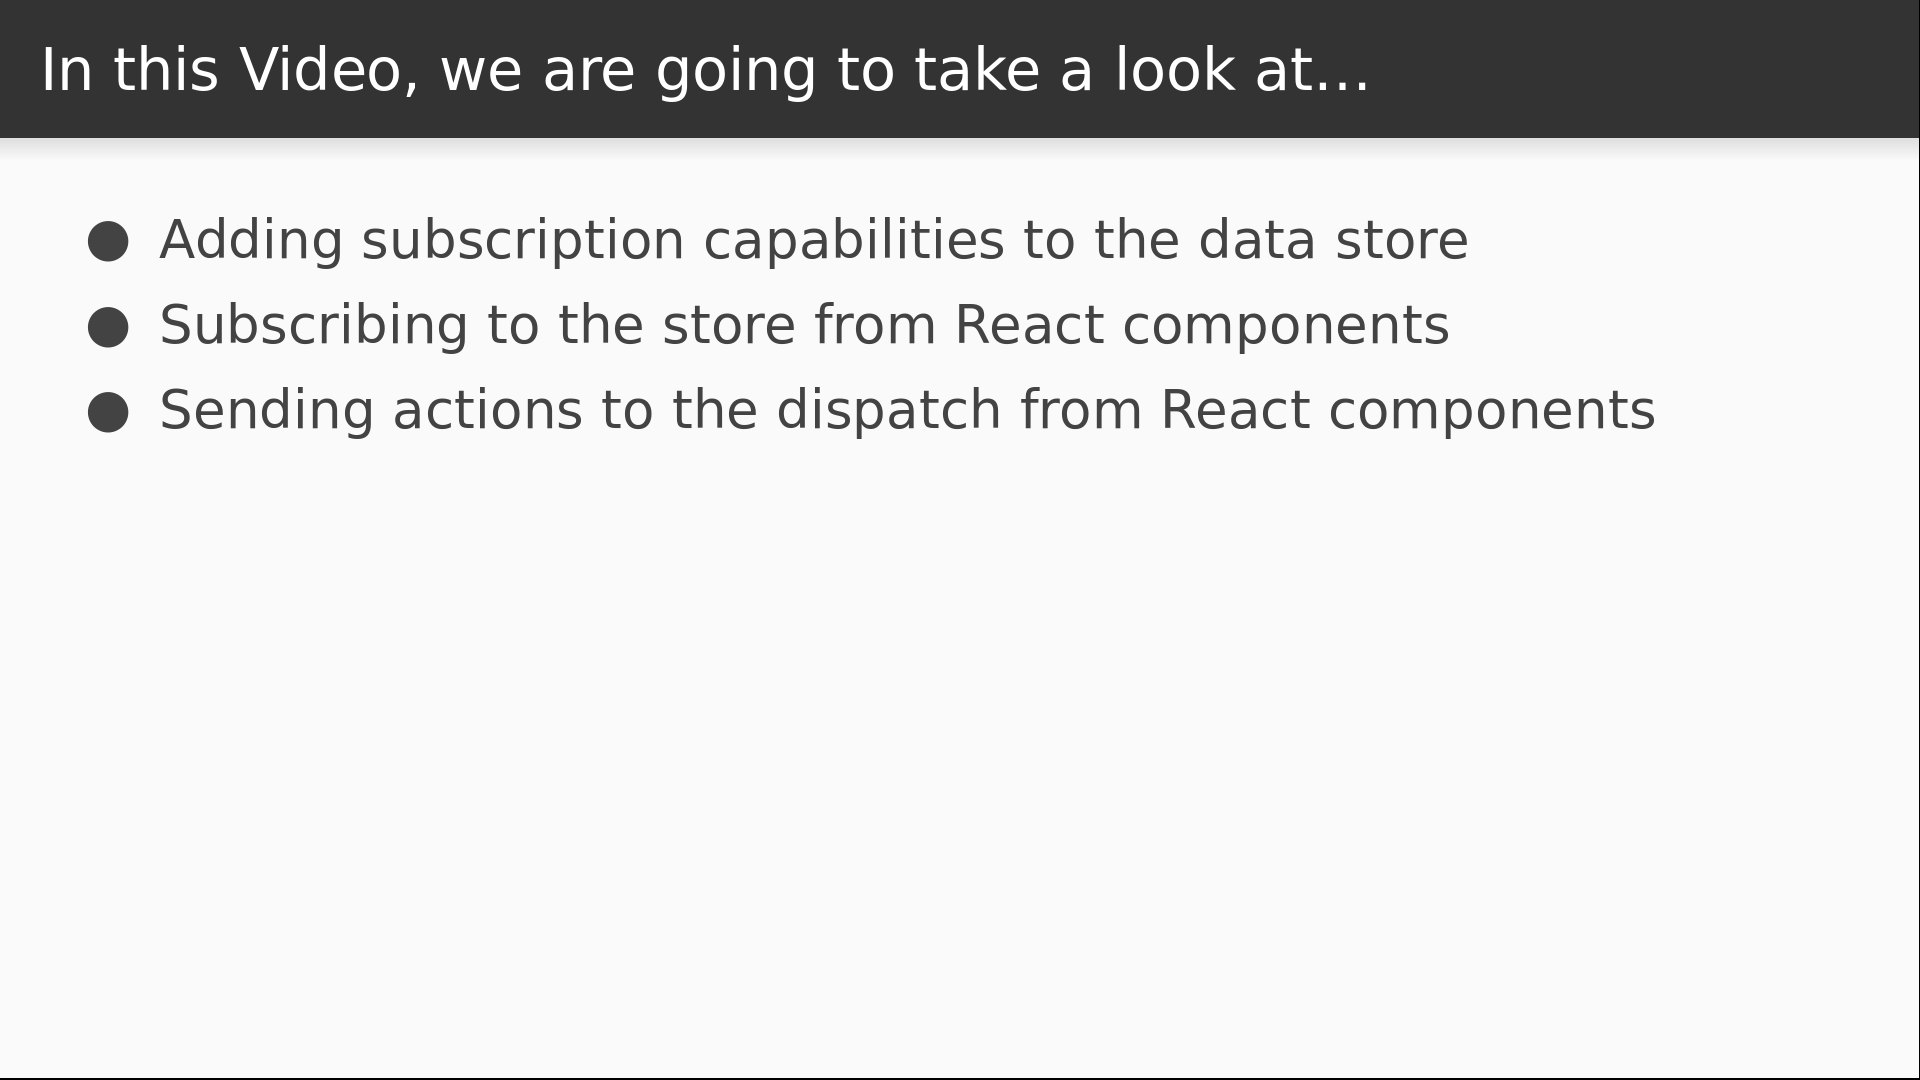 In this Video, we are going to take a look at...
● Adding subscription capabilities to the data store
● Subscribing to the store from React components
● Sending actions to the dispatch from React components